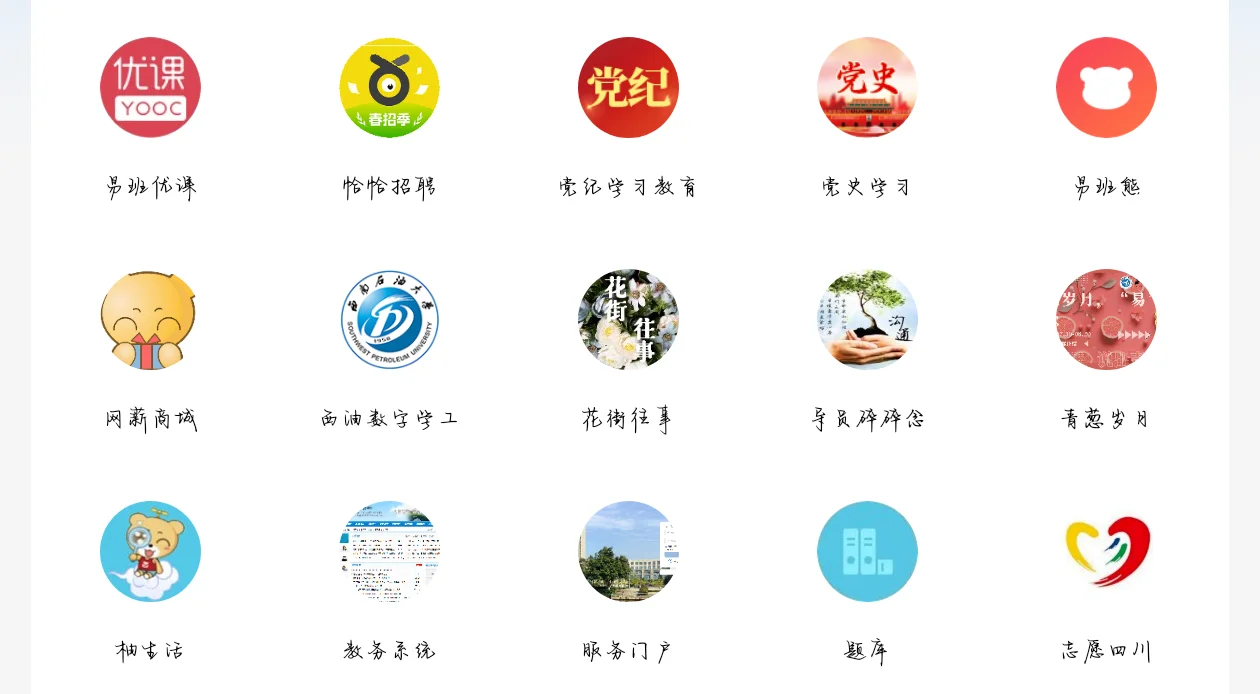 优课
YOOC
春招季
党纪
党史
易班优课
恰恰招聘
党纪学习教育
党史学习
易班熊
西南石油大学
1958
SOUTHWEST PETROLEUM UNIVERSITY
花街
往事
沟通
岁月,“易
网薪商城
西油数字学工
花街往事
导员碎碎念
青葱岁月
柚生活
教务系统
服务门户
题库
志愿四川